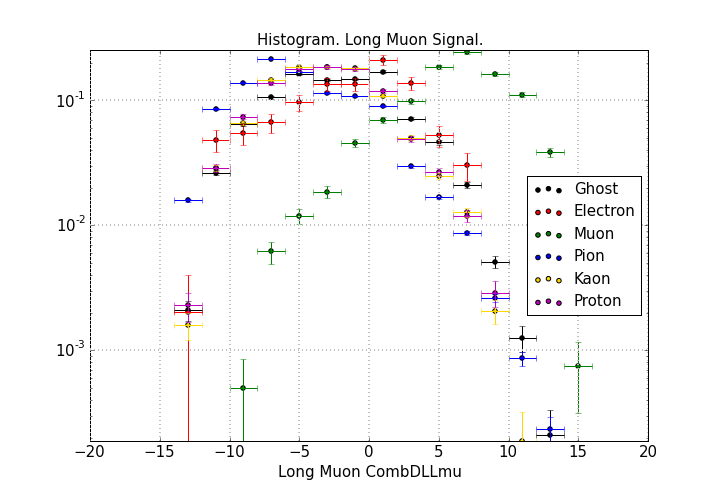 Histogram. Long Muon Signal.
10⁻¹
10⁻²
10⁻³
Ghost
Electron
Muon
Pion
Kaon
Proton
−20 −15 −10 −5 0 5 10 15 20
Long Muon CombDLLmu